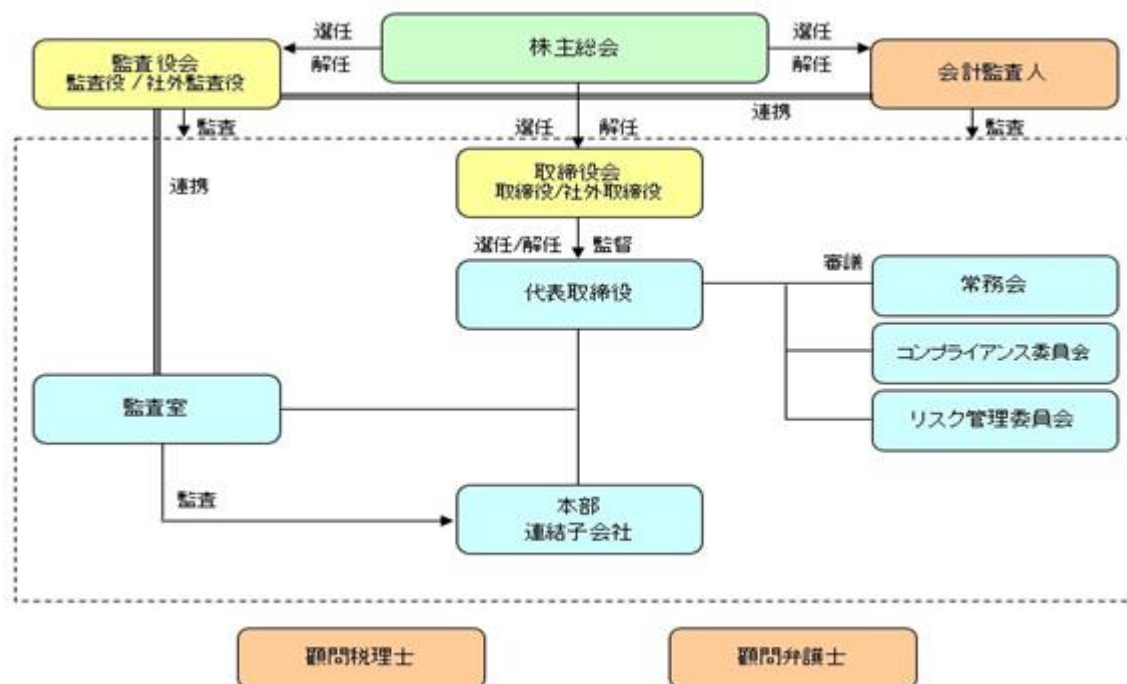 選任
株主総会
選任
監査役会
監査役/社外監査役
解任
解任
会計監査人
連携
監査
選任
解任
監査
取締役会
取締役/社外取締役
連携
選任/解任
監督
審議
代表取締役
常務会
コンプライアンス委員会
監査室
リスク管理委員会
監査
本部
連結子会社
顧問税理士
顧問弁護士